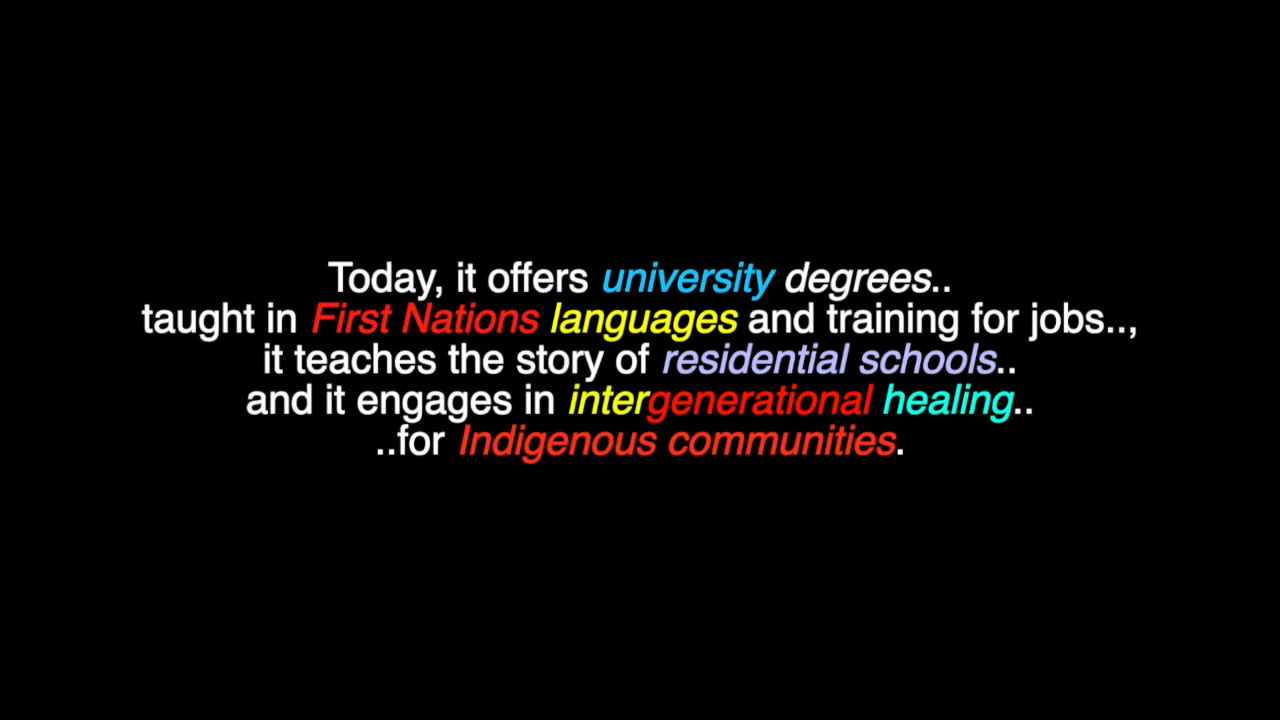 Today, it offers university degrees..
taught in First Nations languages and training for jobs..,
it teaches the story of residential schools..
and it engages in intergenerational healing..
..for Indigenous communities.